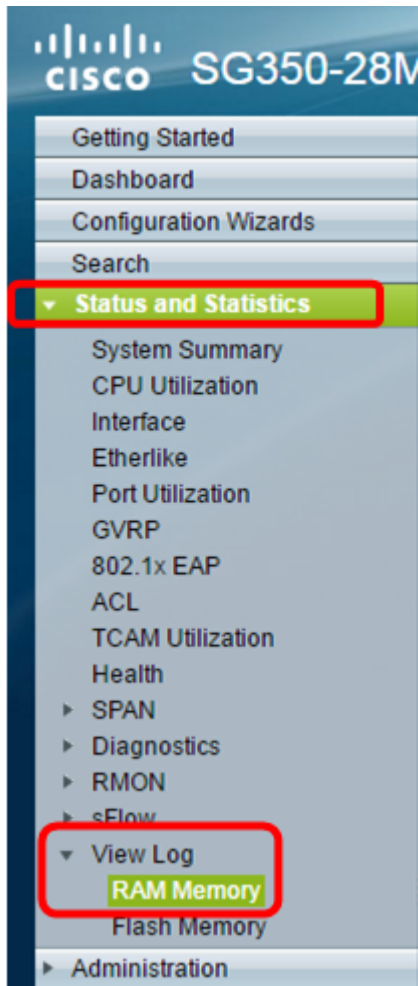 CISCO SG350-28M
Getting Started
Dashboard
Configuration Wizards
Search
Status and Statistics
System Summary
CPU Utilization
Interface
Etherlike
Port Utilization
GVRP
802.1x EAP
ACL
TCAM Utilization
Health
SPAN
Diagnostics
RMON
sFlow
View Log
RAM Memory
Flash Memory
Administration